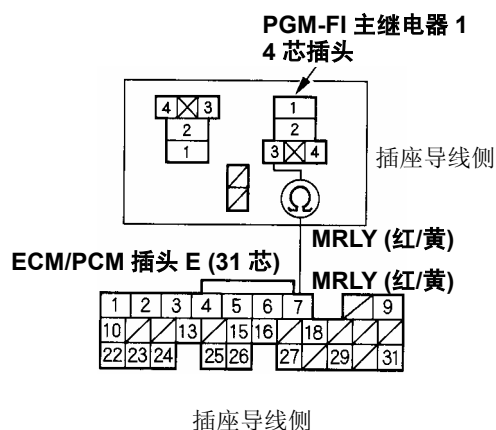 PGM-FI 主继电器 1
4 芯插头
4 3 1
2 2
1 3 4
插座导线侧
Ω
MRLY (红/黄)
ECM/PCM 插头 E (31 芯)
MRLY (红/黄)
1 2 3 4 5 6 7 9
10 13 15 16 18
22 23 24 25 26 27 29 31
插座导线侧